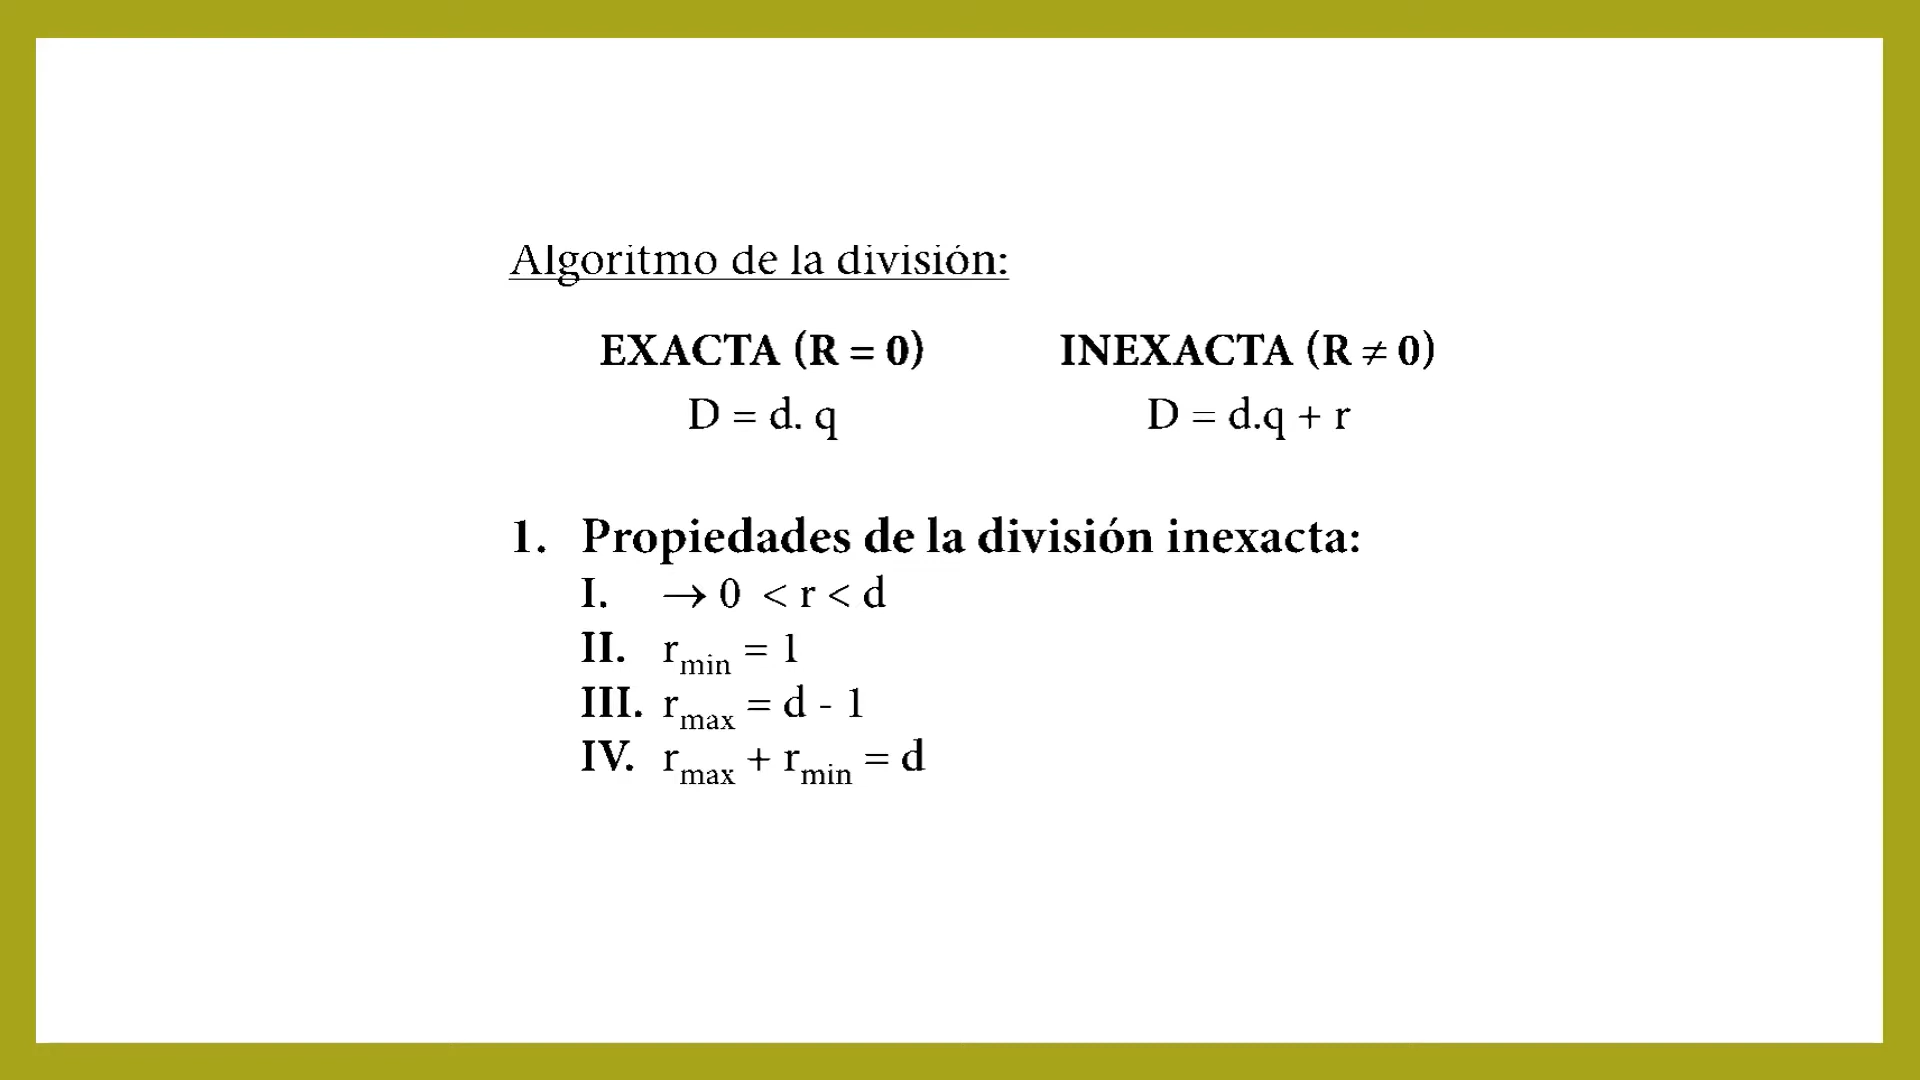 Algoritmo de la división:
EXACTA (R = 0) INEXACTA (R ≠ 0)
D = d. q D = d.q + r
1. Propiedades de la división inexacta:
I. → 0 < r < d
II. rmin = 1
III. rmax = d - 1
IV. rmax + rmin = d